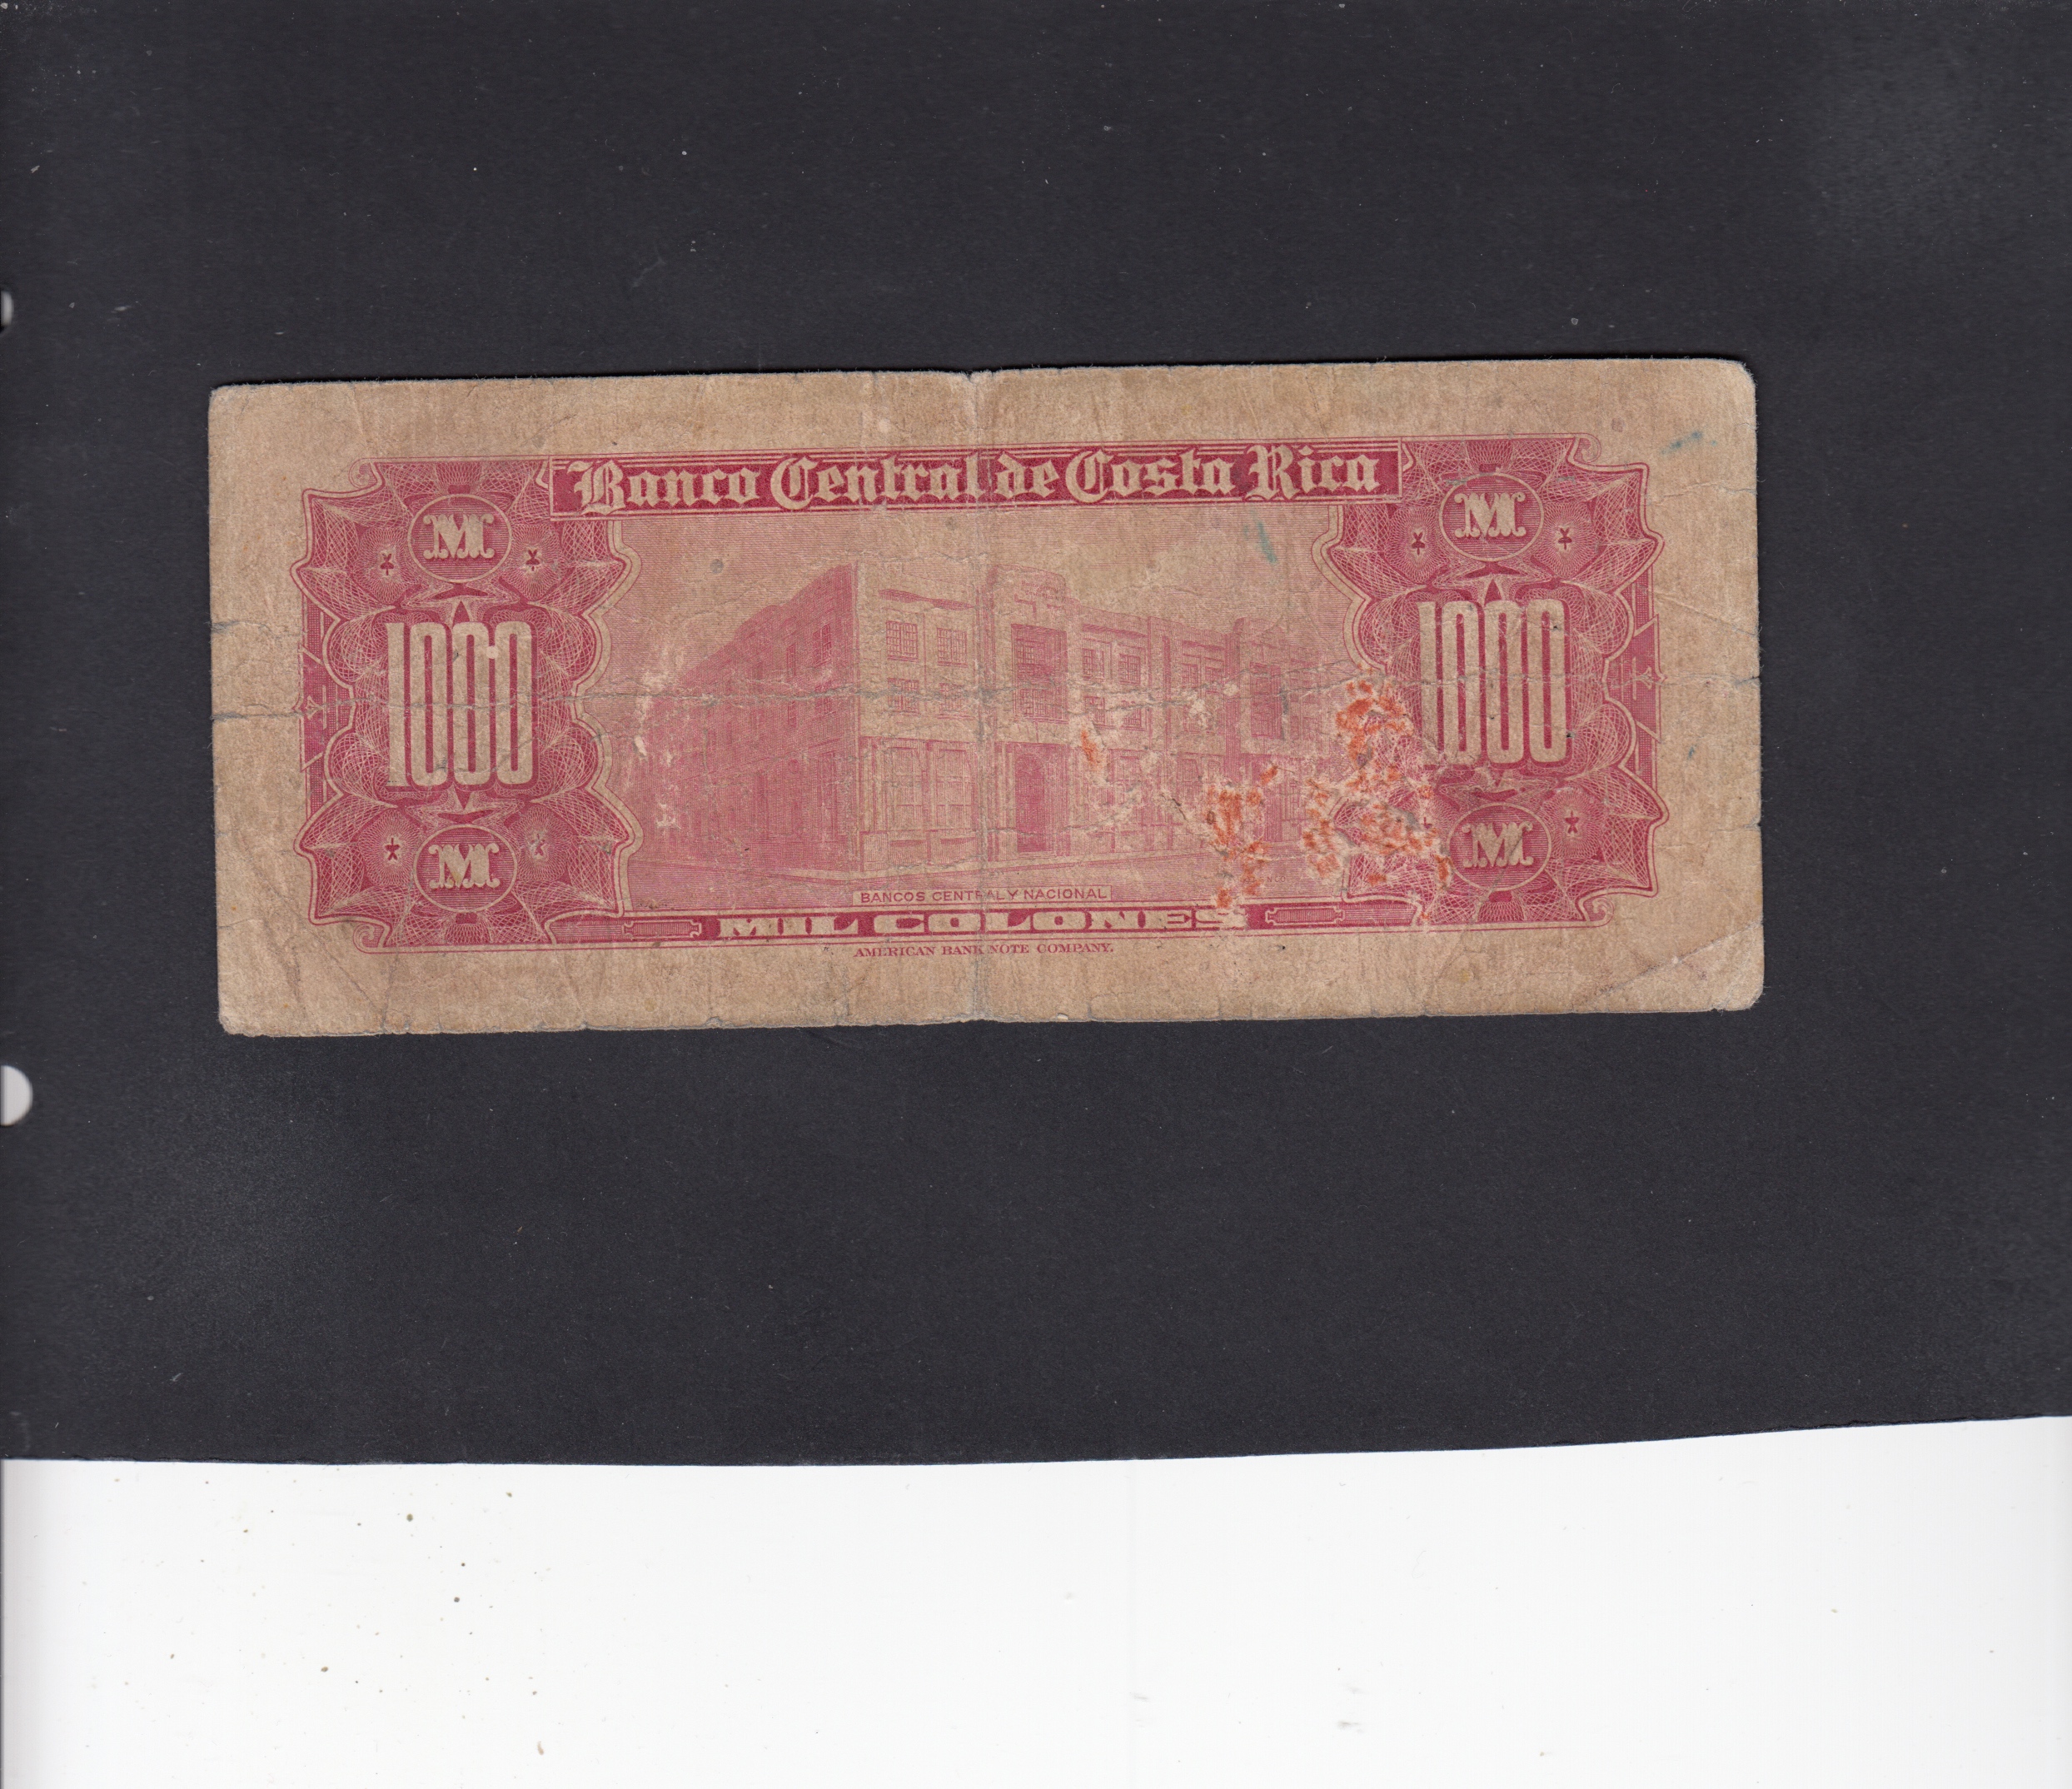 Banco Central de Costa Rica
M M
1000 1000
M M
BANCOS CENTRAL Y NACIONAL
MIL COLONES
AMERICAN BANK NOTE COMPANY.